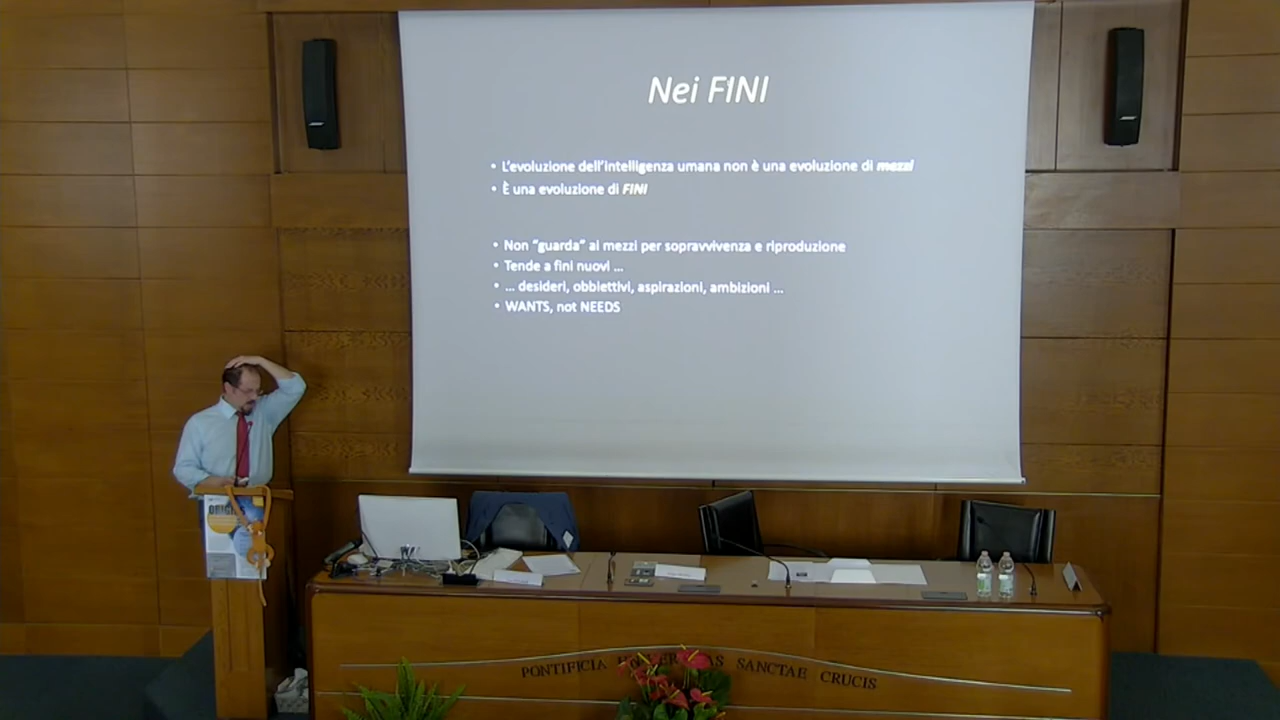 Nei FINI
• L'evoluzione dell'intelligenza umana non è una evoluzione di mezzi
• È una evoluzione di FINI
• Non "guarda" ai mezzi per sopravvivenza e riproduzione
• Tende a fini nuovi ...
• ... desideri, obbiettivi, aspirazioni, ambizioni ...
• WANTS, not NEEDS
PONTIFICIA SANCTAE CRUCIS